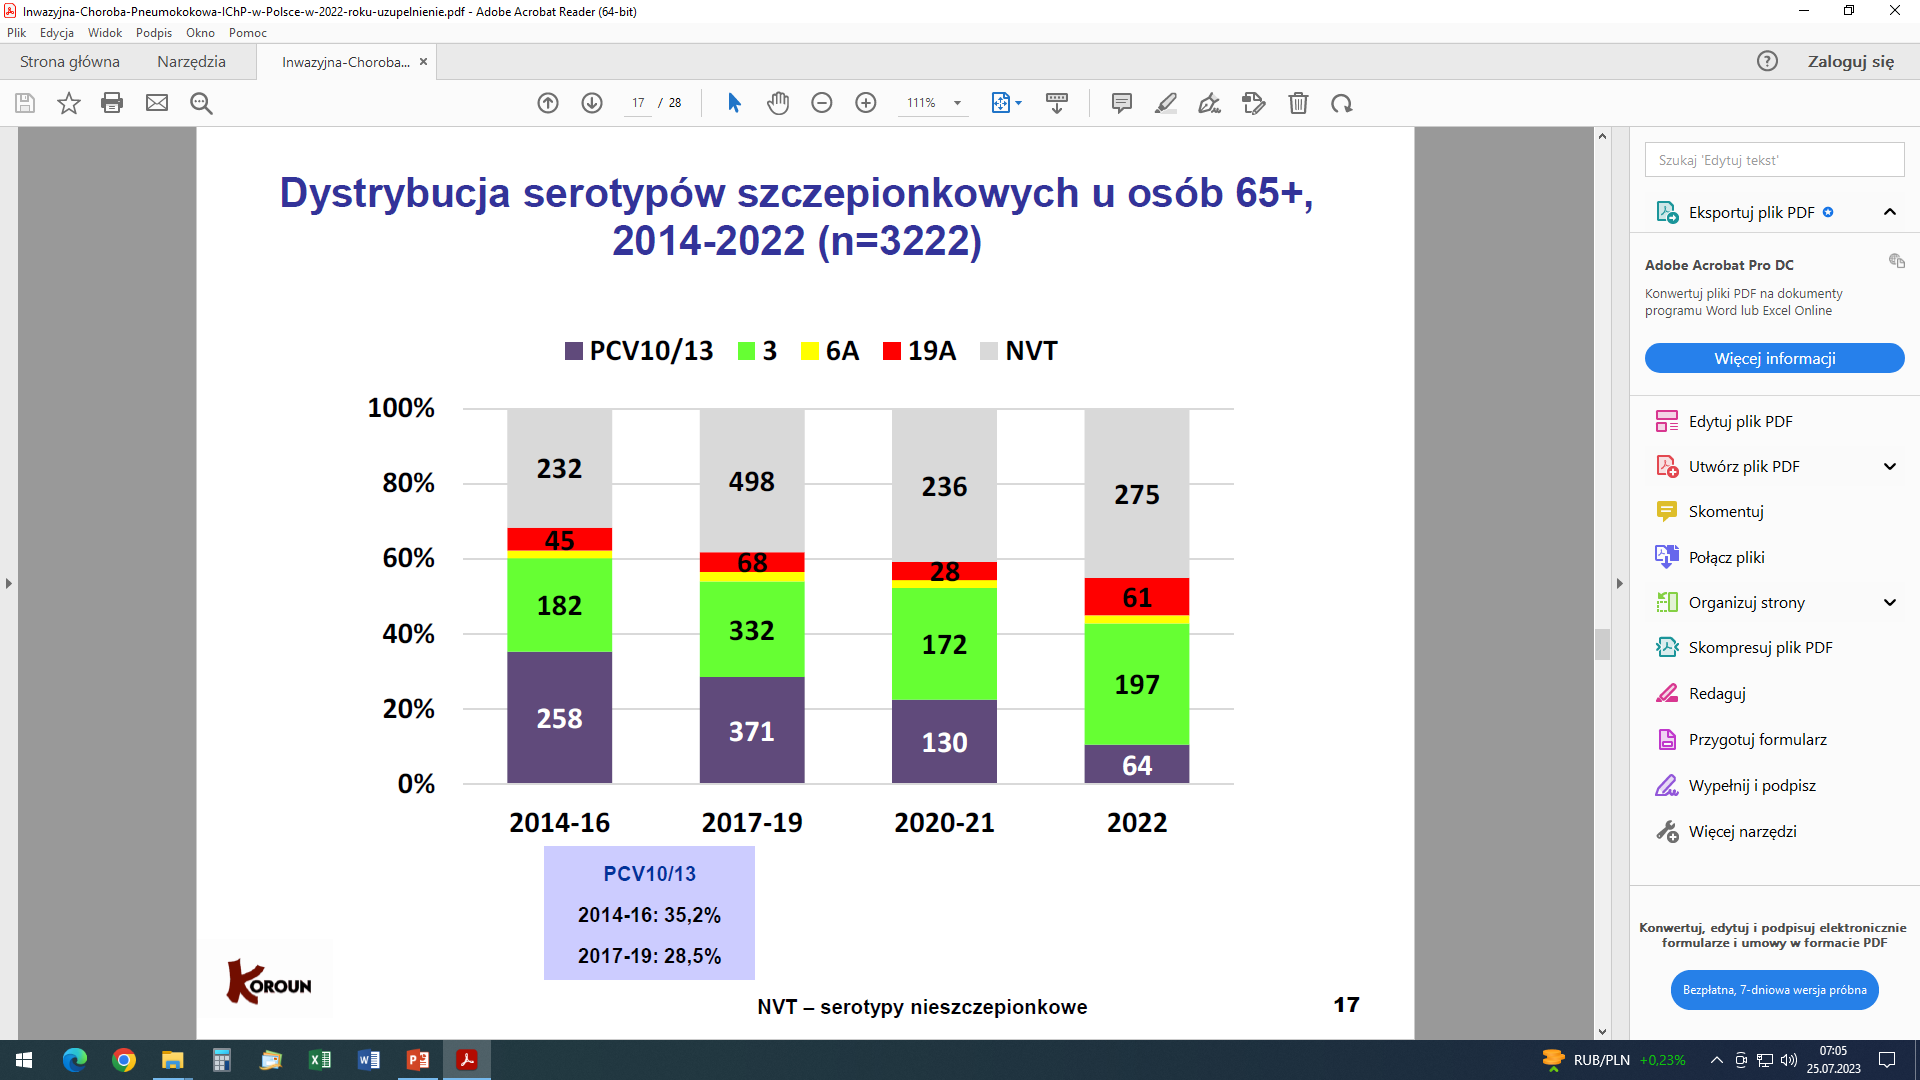 Inwazyjna-Choroba-Pneumokokowa-IChP-w-Polsce-w-2022-roku-uzupelnienie.pdf - Adobe Acrobat Reader (64-bit)
Plik Edycja Widok Podpis Okno Pomoc
Strona główna Narzędzia Inwazyjna-Choroba... × Zaloguj się
17 / 28 111%
Dystrybucja serotypów szczepionkowych u osób 65+,
2014-2022 (n=3222)
PCV10/13 3 6A 19A NVT
100%
80%
60%
40%
20%
0%
232 498 236 275
45 68 28 61
182 332 172 197
258 371 130 64
2014-16 2017-19 2020-21 2022
PCV10/13
2014-16: 35,2%
2017-19: 28,5%
KOROUN
NVT – serotypy nieszczepionkowe
17
Szukaj 'Edytuj tekst'
Eksportuj plik PDF
Adobe Acrobat Pro DC
Konwertuj pliki PDF na dokumenty
programu Word lub Excel Online
Więcej informacji
Edytuj plik PDF
Utwórz plik PDF
Skomentuj
Połącz pliki
Organizuj strony
Skompresuj plik PDF
Redaguj
Przygotuj formularz
Wypełnij i podpisz
Więcej narzędzi
Konwertuj, edytuj i podpisuj elektronicznie
formularze i umowy w formacie PDF
Bezpłatna, 7-dniowa wersja próbna
RUB/PLN +0,23%
07:05
25.07.2023